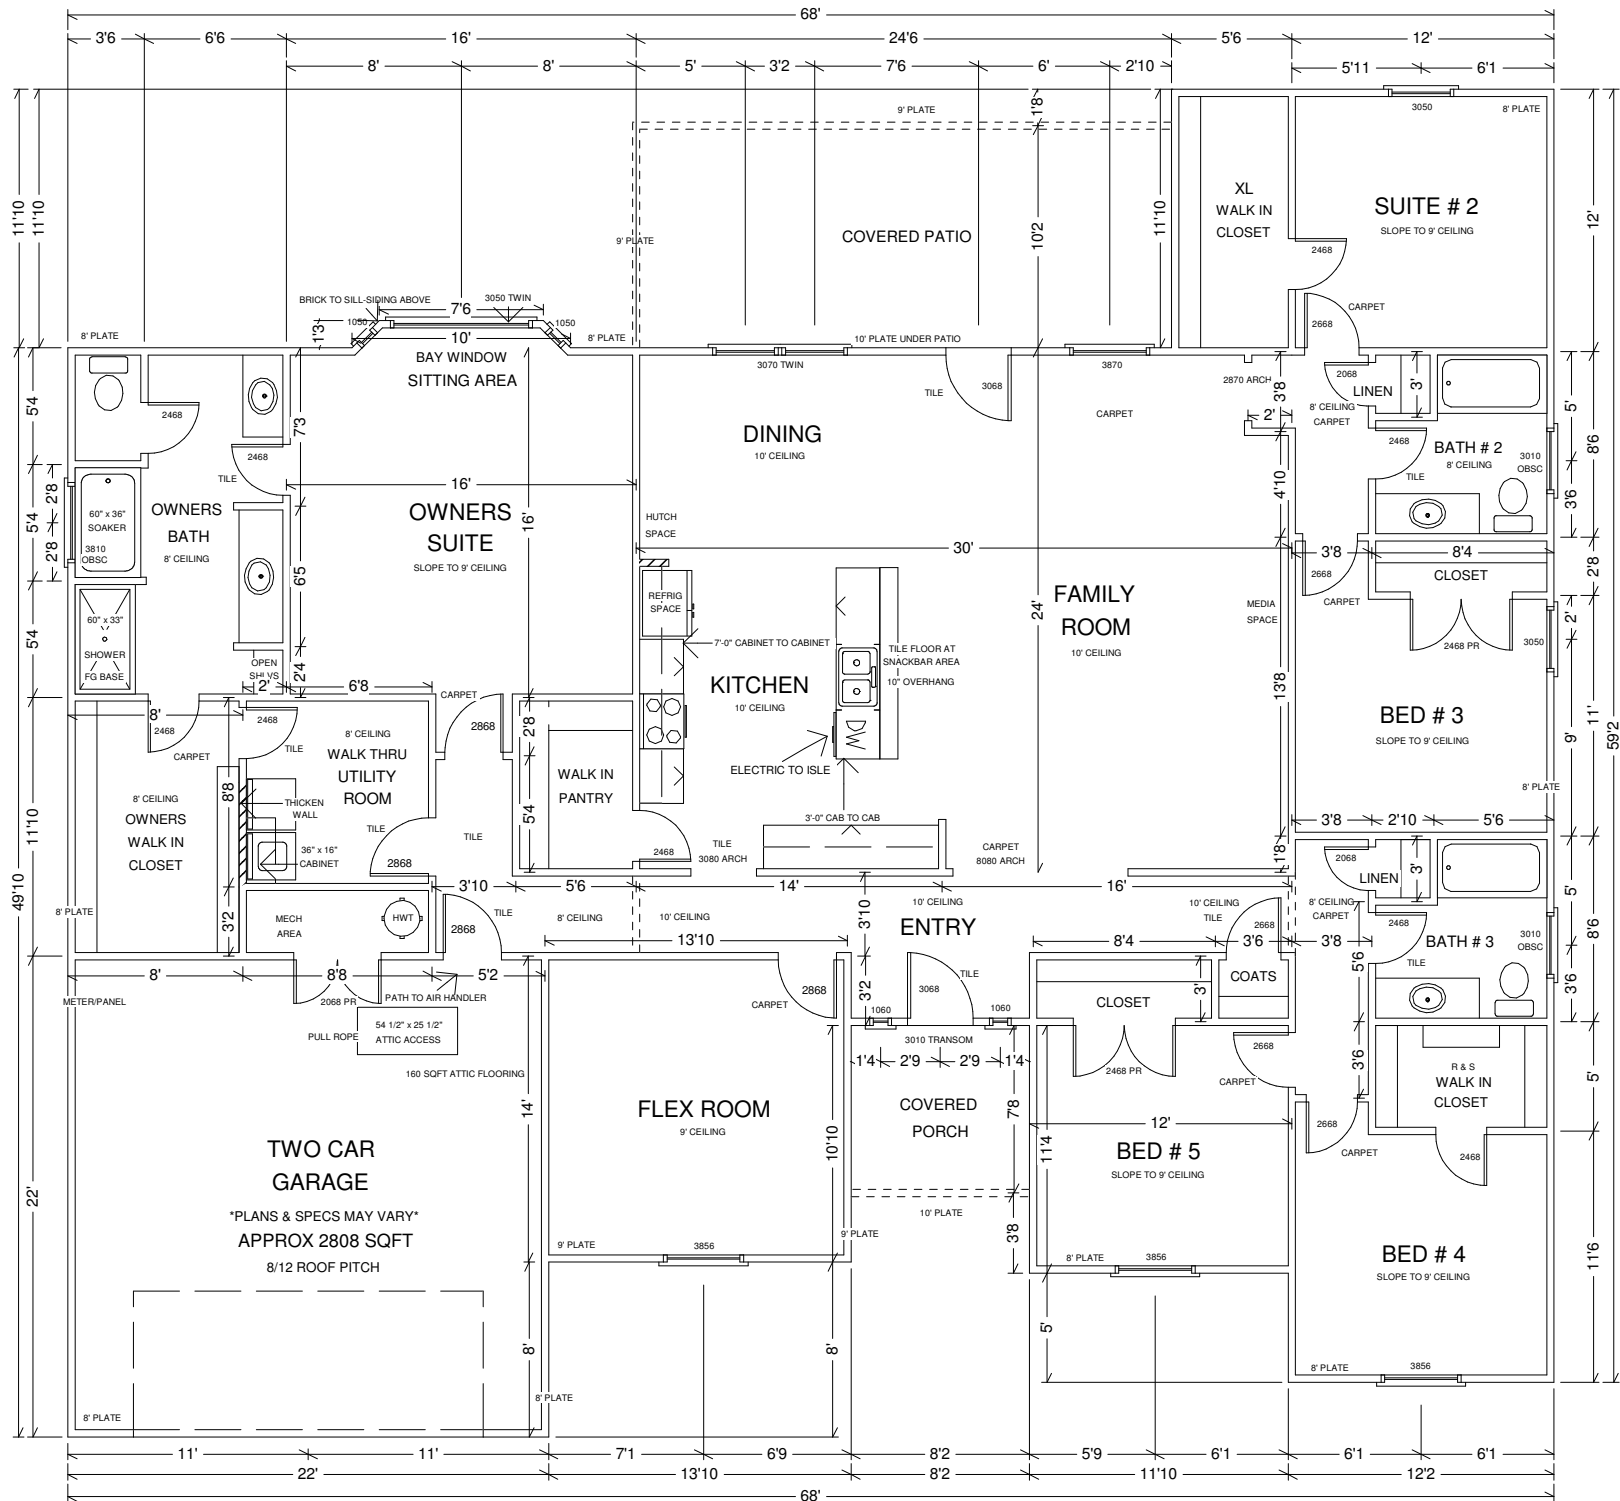 68'
3'6
6'6
16'
24'6
5'6
12'
8'
8'
5'
3'2
7'6
6'
2'10
5'11
6'1
3050
8' PLATE
9' PLATE
1'8
11'10
11'10
XL
WALK IN
CLOSET
SUITE # 2
SLOPE TO 9' CEILING
12'
COVERED PATIO
9' PLATE
10'2
11'10
2468
BRICK TO SILL-SIDING ABOVE
3050 TWIN
7'6
1050
1050
1'3
10'
8' PLATE
8' PLATE
10' PLATE UNDER PATIO
CARPET
2668
BAY WINDOW
SITTING AREA
3070 TWIN
3068
3870
2870 ARCH
3'8
2'
2068
LINEN
3'
5'
5'4
2468
7'3
TILE
CARPET
8' CEILING
CARPET
DINING
10' CEILING
2468
BATH # 2
8' CEILING
3010
OBSC
8'6
2468
TILE
TILE
16'
4'10
3'6
2'8
5'4
2'8
60" x 36"
SOAKER
3810
OBSC
OWNERS
BATH
8' CEILING
OWNERS
SUITE
SLOPE TO 9' CEILING
16'
HUTCH
SPACE
30'
3'8
8'4
2'8
CLOSET
2668
CARPET
6'5
REFRIG
SPACE
FAMILY
ROOM
10' CEILING
MEDIA
SPACE
24'
60" x 33"
SHOWER
FG BASE
5'4
OPEN
SHLVS
2'4
7'-0" CABINET TO CABINET
TILE FLOOR AT
SNACKBAR AREA
10" OVERHANG
2468 PR
3050
2'
KITCHEN
10' CEILING
13'8
BED # 3
SLOPE TO 9' CEILING
11'
9'
59'2
2'
6'8
CARPET
8'
2468
2468
TILE
CARPET
8' CEILING
WALK THRU
UTILITY
ROOM
2868
2'8
DW
ELECTRIC TO ISLE
WALK IN
PANTRY
5'4
8' PLATE
8' CEILING
OWNERS
WALK IN
CLOSET
8'8
THICKEN
WALL
36" x 16"
CABINET
TILE
2868
TILE
2468
TILE
3080 ARCH
3'-0" CAB TO CAB
CARPET
8080 ARCH
1'8
3'8
2'10
5'6
11'10
49'10
2068
LINEN
3'
5'
3'10
5'6
14'
16'
8' PLATE
3'2
MECH
AREA
HWT
2868
TILE
8' CEILING
10' CEILING
10' CEILING
ENTRY
3'10
10' CEILING
TILE
2668
8' CEILING
CARPET
2468
BATH # 3
TILE
3010
OBSC
8'6
3'6
13'10
8'4
3'6
3'8
5'6
8'
8'8
5'2
METER/PANEL
2068 PR
PATH TO AIR HANDLER
CARPET
2868
3'2
3068
TILE
CLOSET
3'
COATS
PULL ROPE
54 1/2" x 25 1/2"
ATTIC ACCESS
160 SQFT ATTIC FLOORING
1060
1060
3010 TRANSOM
1'4
2'9
2'9
1'4
2468 PR
2668
CARPET
3'6
R & S
WALK IN
CLOSET
5'
14'
FLEX ROOM
9' CEILING
10'10
COVERED
PORCH
7'8
12'
11'4
BED # 5
SLOPE TO 9' CEILING
2668
CARPET
2468
TWO CAR
GARAGE
*PLANS & SPECS MAY VARY*
APPROX 2808 SQFT
8/12 ROOF PITCH
22'
10' PLATE
3'8
9' PLATE
3856
9' PLATE
8' PLATE
3856
BED # 4
SLOPE TO 9' CEILING
11'6
8'
8'
5'
8' PLATE
3856
8' PLATE
8' PLATE
11'
11'
7'1
6'9
8'2
5'9
6'1
6'1
6'1
22'
13'10
8'2
11'10
12'2
68'